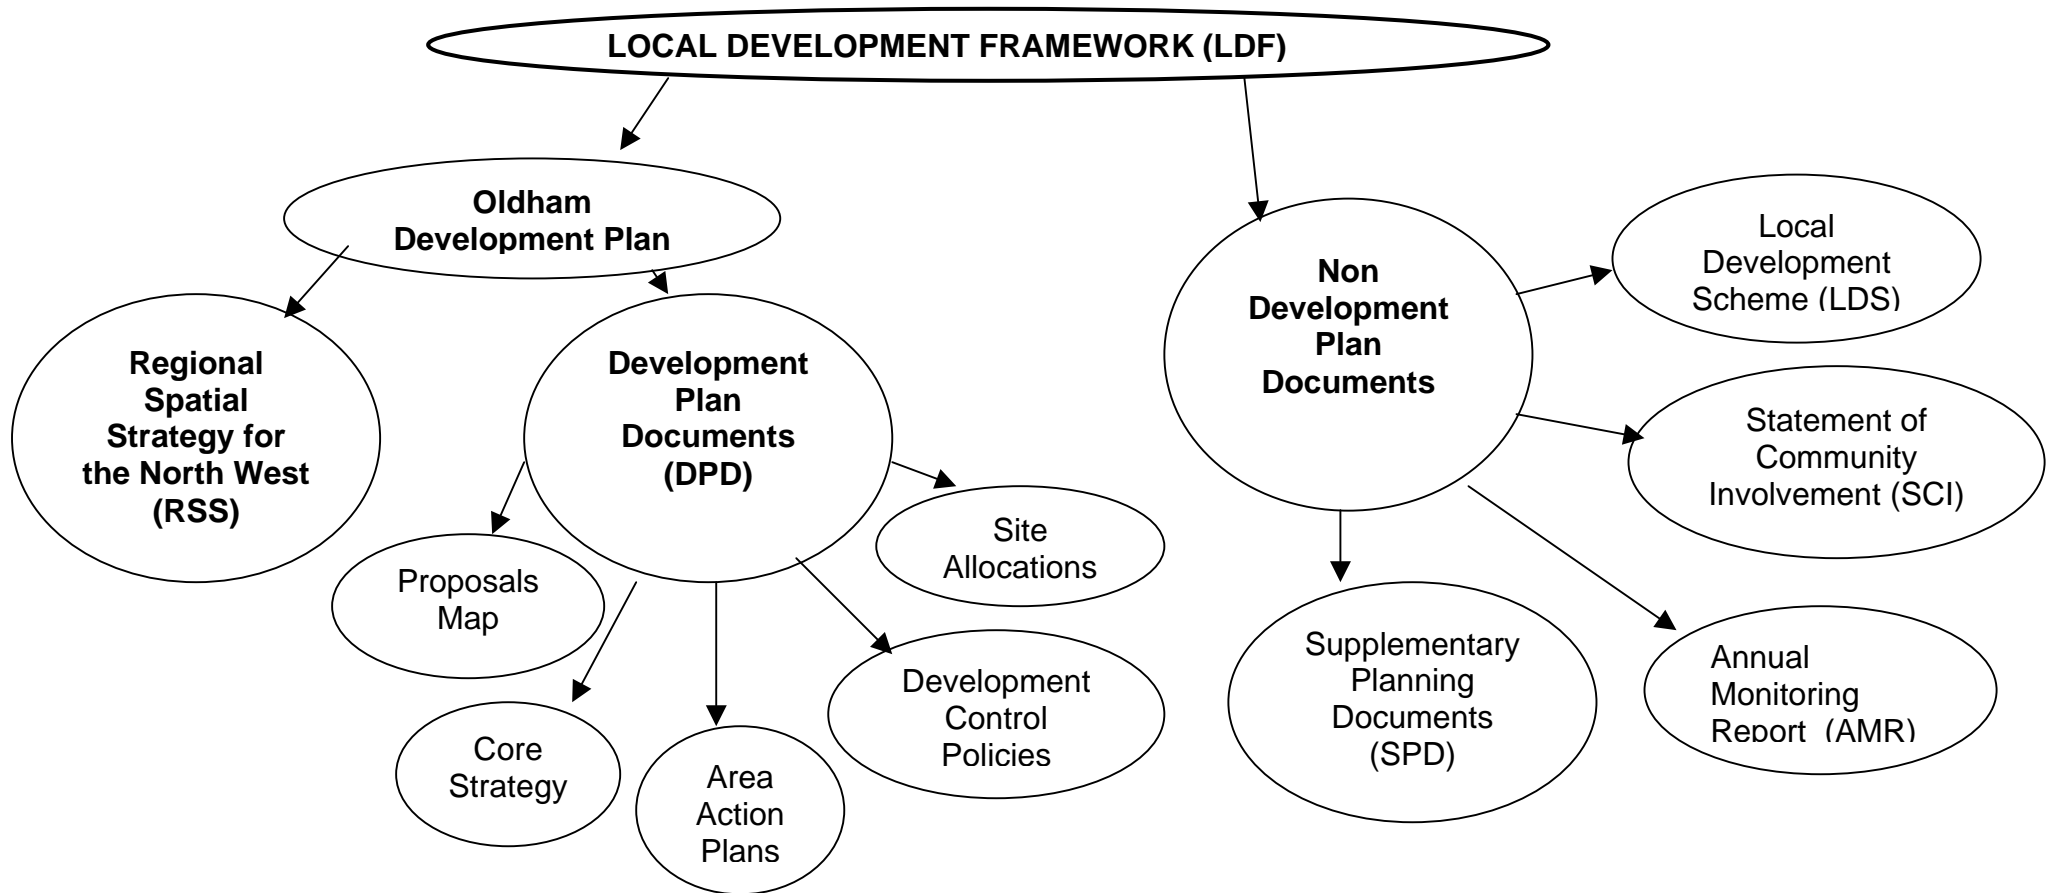 LOCAL DEVELOPMENT FRAMEWORK (LDF)
Oldham
Development Plan
Regional
Spatial
Strategy for
the North West
(RSS)
Development
Plan
Documents
(DPD)
Proposals
Map
Core
Strategy
Area
Action
Plans
Development
Control
Policies
Site
Allocations
Non
Development
Plan
Documents
Local
Development
Scheme (LDS)
Statement of
Community
Involvement (SCI)
Supplementary
Planning
Documents
(SPD)
Annual
Monitoring
Report (AMR)